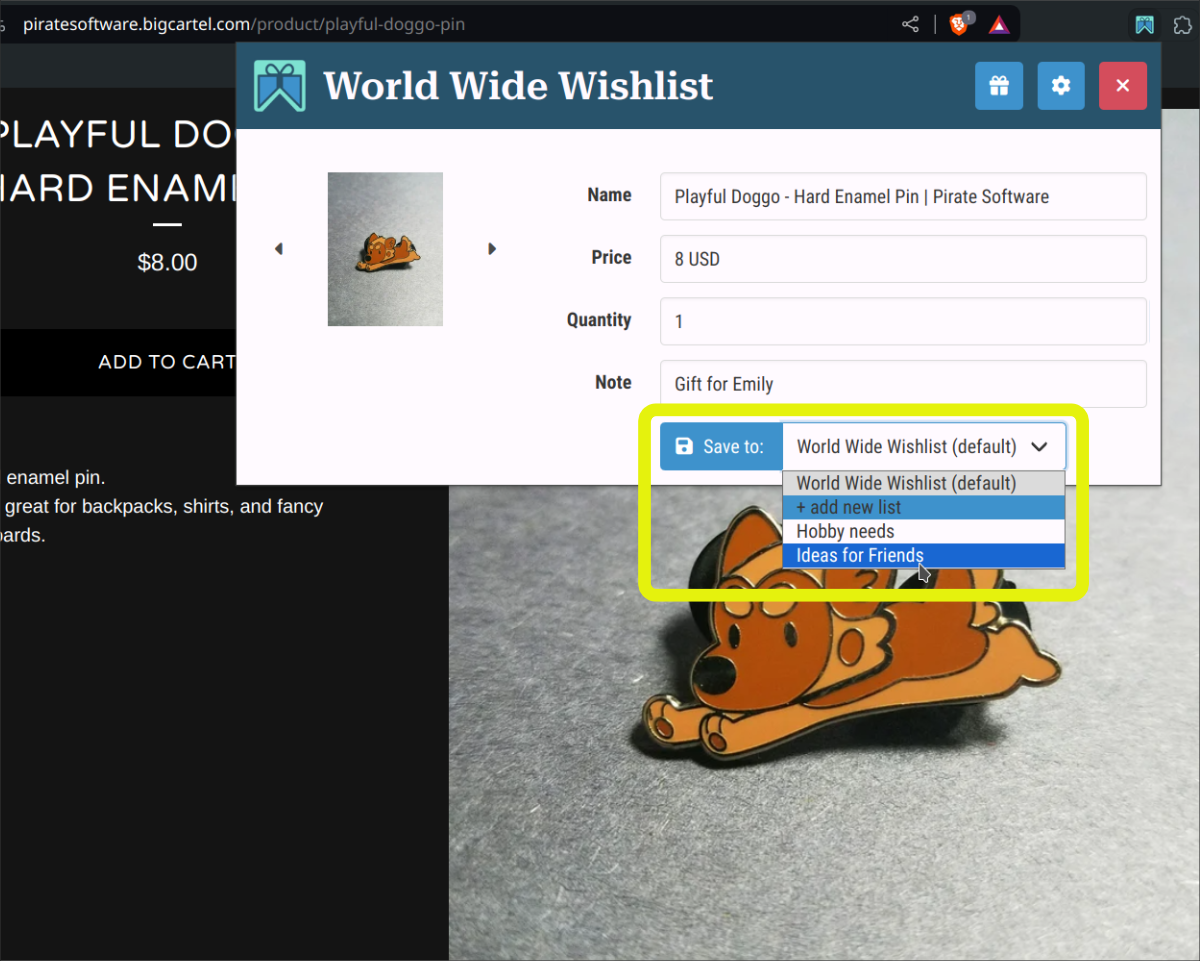 piratesoftware.bigcartel.com/product/playful-doggo-pin
1
World Wide Wishlist
PLAYFUL DO
HARD ENAM
$8.00
ADD TO CART
enamel pin.
great for backpacks, shirts, and fancy
Name
Playful Doggo - Hard Enamel Pin | Pirate Software
Price
8 USD
Quantity
1
Note
Gift for Emily
Save to:
World Wide Wishlist (default)
World Wide Wishlist (default)
+ add new list
Hobby needs
Ideas for Friends